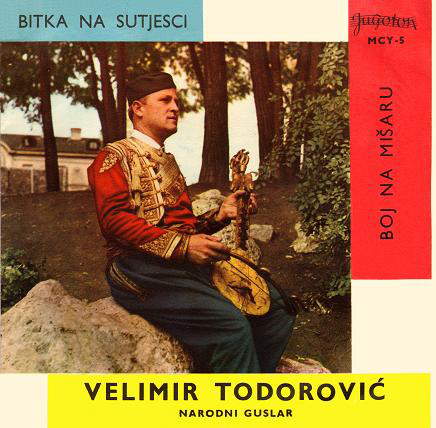 BITKA NA SUTJESCI
Jugoton
MCY-5
BOJ NA MIŠARU
VELIMIR TODOROVIĆ
NARODNI GUSLAR